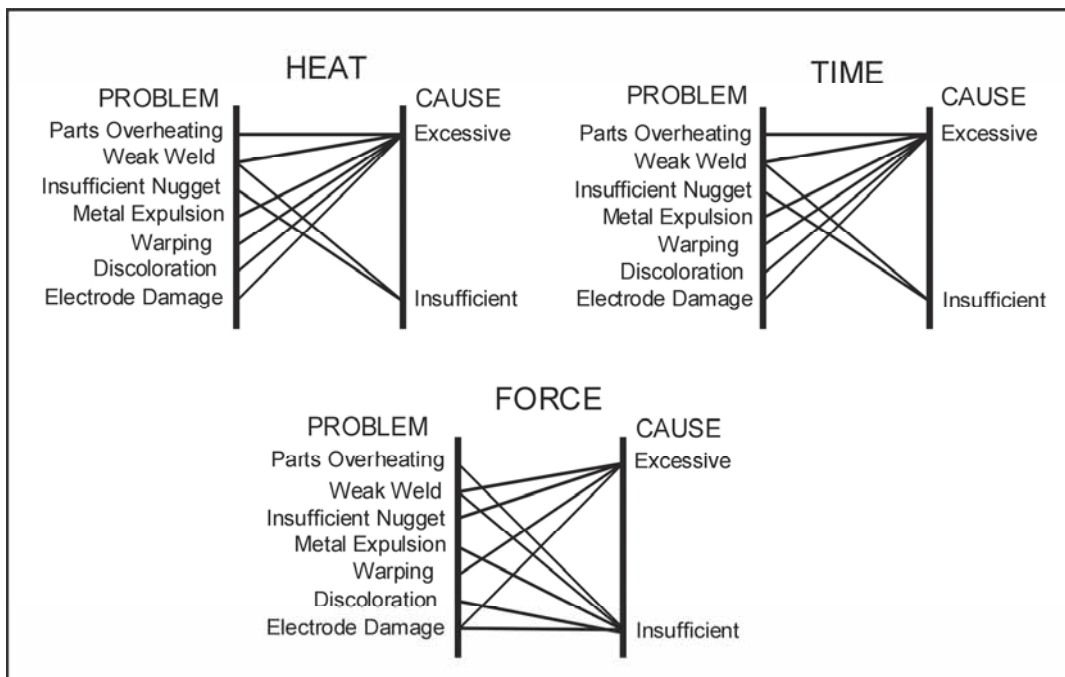 HEAT
PROBLEM CAUSE
Parts Overheating Excessive
Weak Weld
Insufficient Nugget
Metal Expulsion
Warping
Discoloration
Electrode Damage Insufficient
TIME
PROBLEM CAUSE
Parts Overheating Excessive
Weak Weld
Insufficient Nugget
Metal Expulsion
Warping
Discoloration
Electrode Damage Insufficient
FORCE
PROBLEM CAUSE
Parts Overheating Excessive
Weak Weld
Insufficient Nugget
Metal Expulsion
Warping
Discoloration
Electrode Damage Insufficient